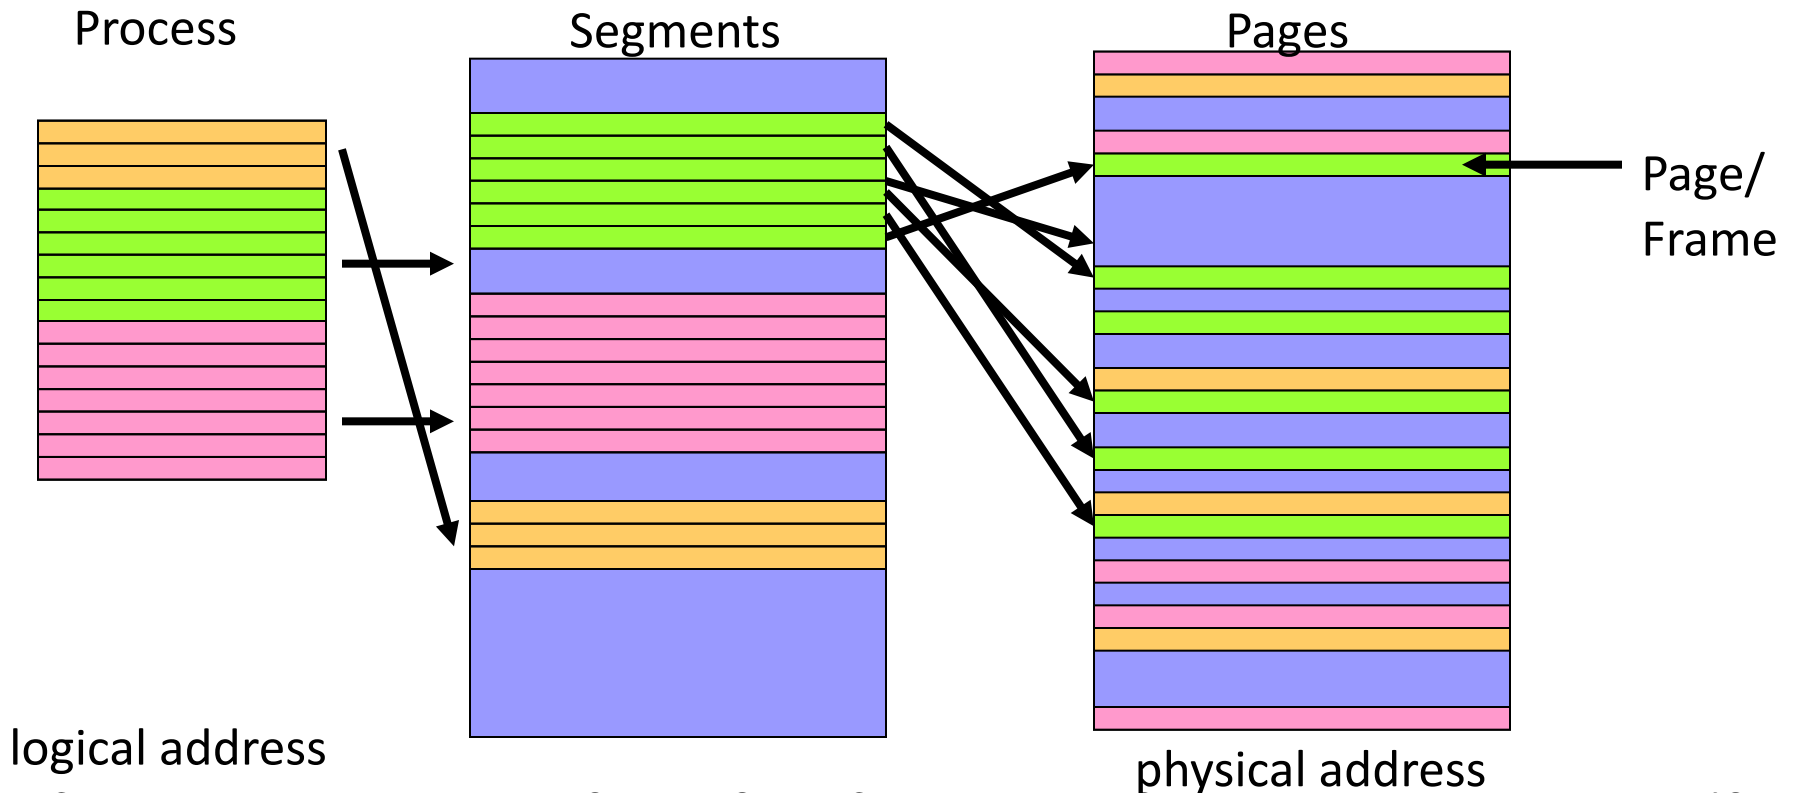 Process
Segments
Pages
Page/
Frame
logical address
physical address